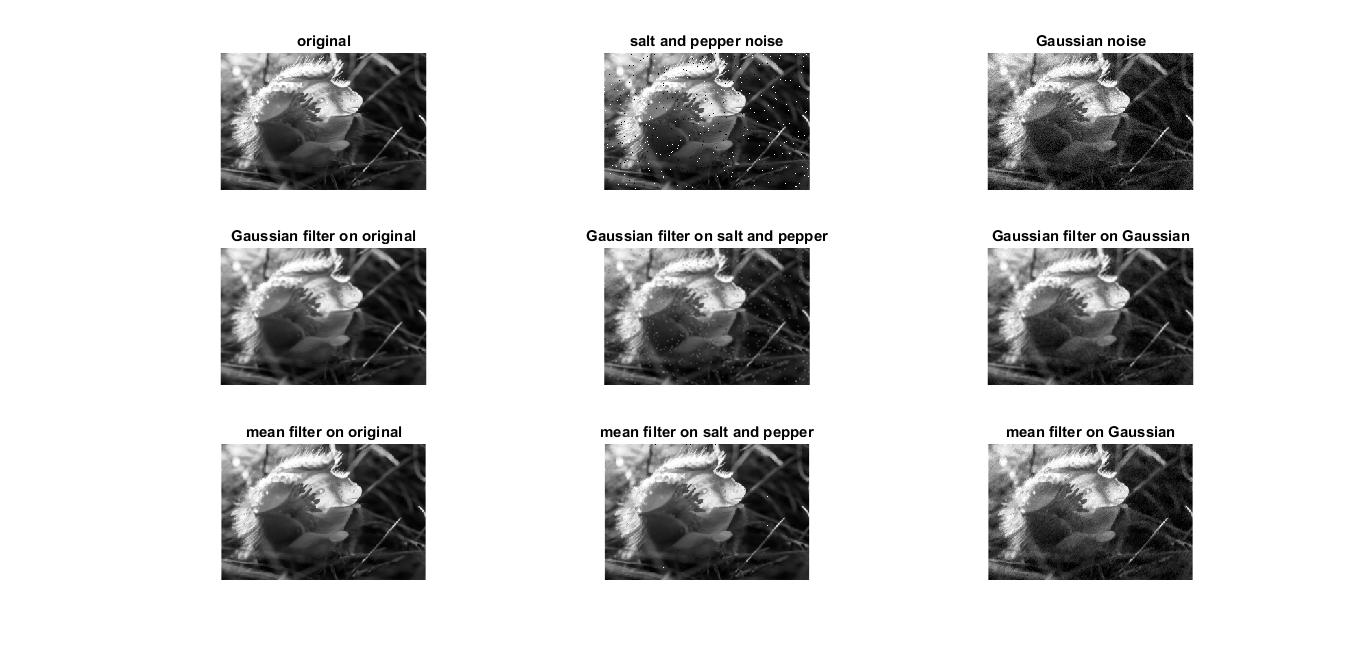 original
salt and pepper noise
Gaussian noise
Gaussian filter on original
Gaussian filter on salt and pepper
Gaussian filter on Gaussian
mean filter on original
mean filter on salt and pepper
mean filter on Gaussian